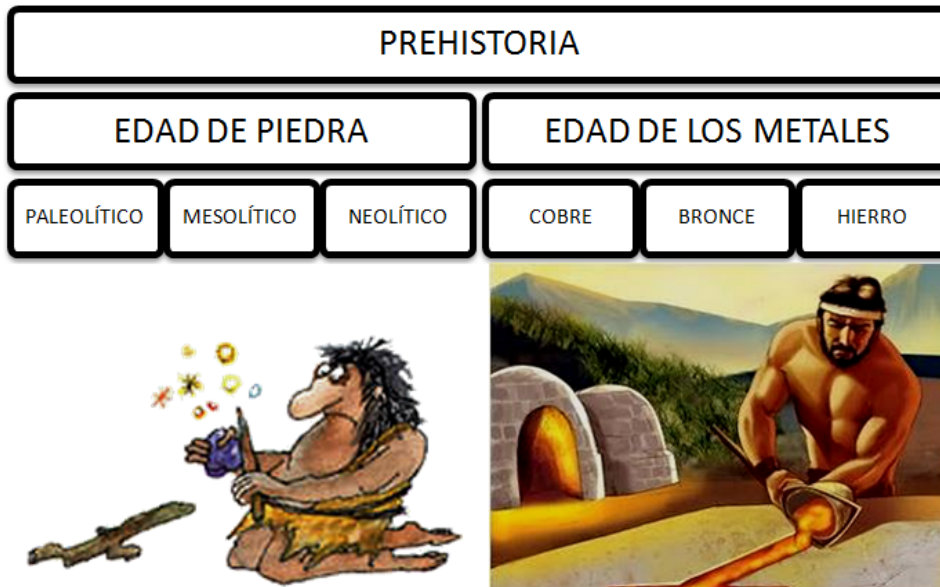 PREHISTORIA
EDAD DE PIEDRA
EDAD DE LOS METALES
PALEOLÍTICO
MESOLÍTICO
NEOLÍTICO
COBRE
BRONCE
HIERRO